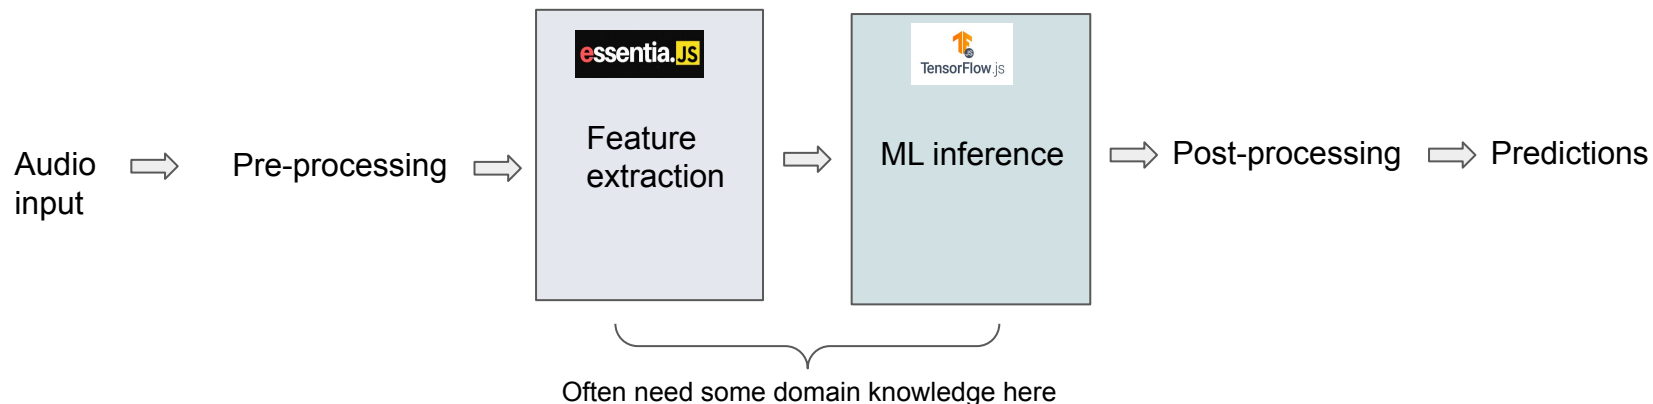 essentia.JS
TensorFlow.js
JS
Audio
input
Pre-processing
Feature
extraction
ML inference
Post-processing
Predictions
Often need some domain knowledge here